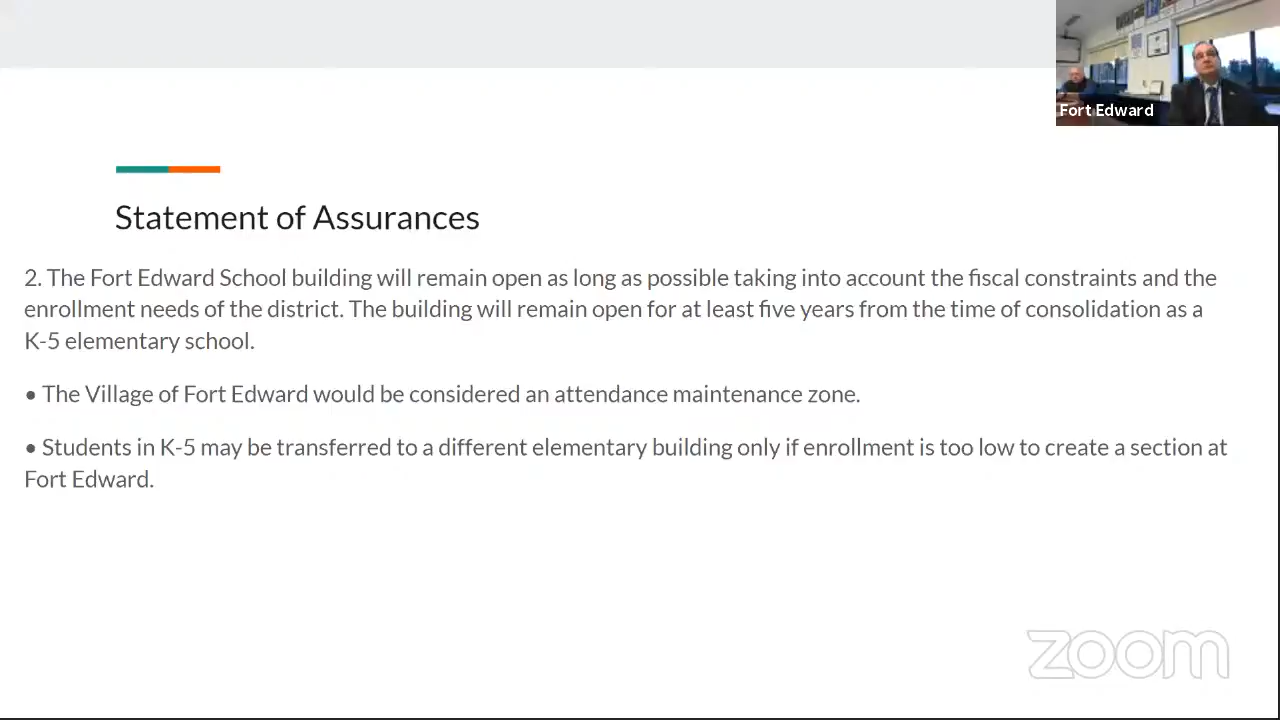 Fort Edward
Statement of Assurances
2. The Fort Edward School building will remain open as long as possible taking into account the fiscal constraints and the
enrollment needs of the district. The building will remain open for at least five years from the time of consolidation as a
K-5 elementary school.
• The Village of Fort Edward would be considered an attendance maintenance zone.
• Students in K-5 may be transferred to a different elementary building only if enrollment is too low to create a section at
Fort Edward.
zoom